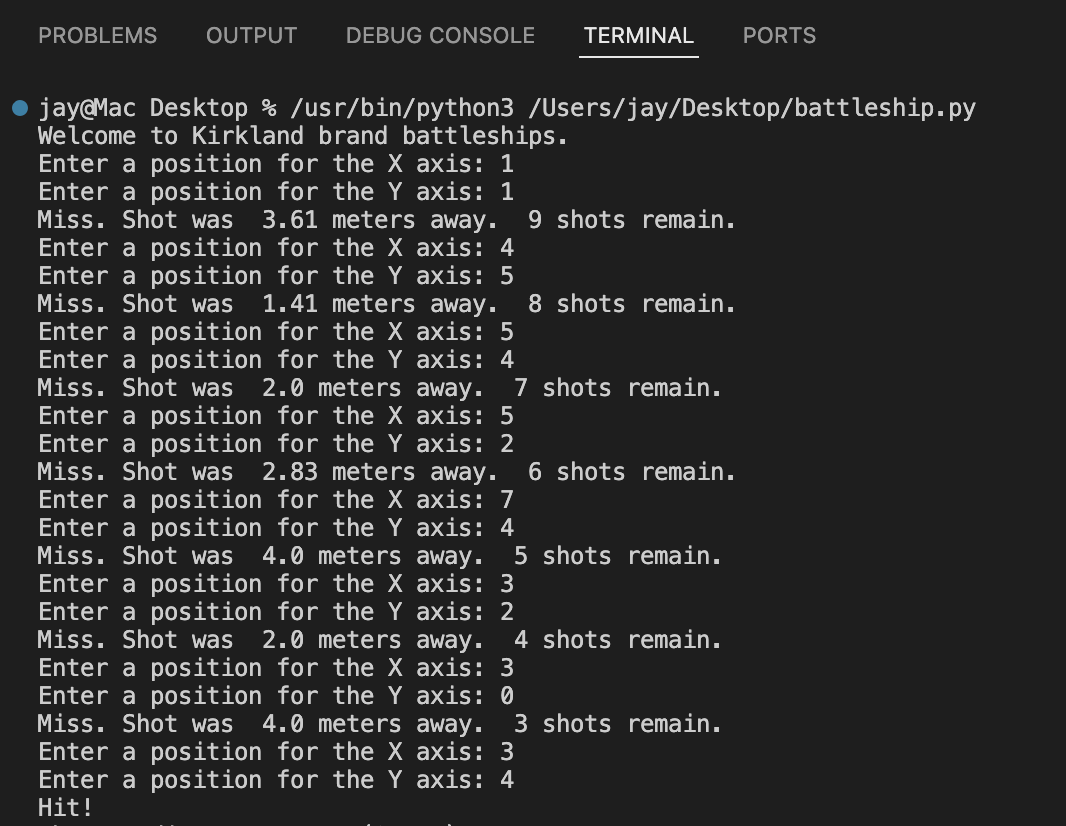 PROBLEMS OUTPUT DEBUG CONSOLE TERMINAL PORTS
jay@Mac Desktop % /usr/bin/python3 /Users/jay/Desktop/battleship.py
Welcome to Kirkland brand battleships.
Enter a position for the X axis: 1
Enter a position for the Y axis: 1
Miss. Shot was  3.61 meters away.  9 shots remain.
Enter a position for the X axis: 4
Enter a position for the Y axis: 5
Miss. Shot was  1.41 meters away.  8 shots remain.
Enter a position for the X axis: 5
Enter a position for the Y axis: 4
Miss. Shot was  2.0 meters away.  7 shots remain.
Enter a position for the X axis: 5
Enter a position for the Y axis: 2
Miss. Shot was  2.83 meters away.  6 shots remain.
Enter a position for the X axis: 7
Enter a position for the Y axis: 4
Miss. Shot was  4.0 meters away.  5 shots remain.
Enter a position for the X axis: 3
Enter a position for the Y axis: 2
Miss. Shot was  2.0 meters away.  4 shots remain.
Enter a position for the X axis: 3
Enter a position for the Y axis: 0
Miss. Shot was  4.0 meters away.  3 shots remain.
Enter a position for the X axis: 3
Enter a position for the Y axis: 4
Hit!